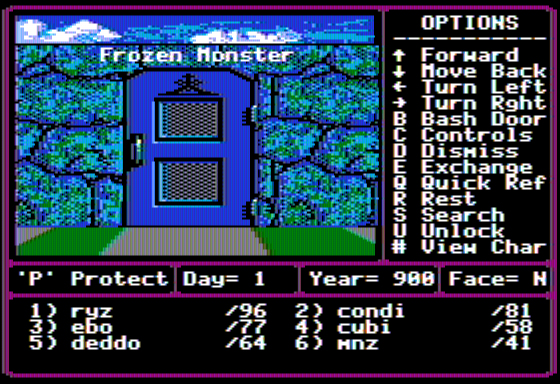 Frozen Monster
OPTIONS
↑ Forward
↓ Move Back
← Turn Left
→ Turn Rght
B Bash Door
C Controls
D Dismiss
E Exchange
Q Quick Ref
R Rest
S Search
U Unlock
# View Char
'P' Protect Day= 1 Year= 900 Face= N
1) ryz /96 2) condi /81
3) ebo /77 4) cubi /58
5) deddo /64 6) mnz /41